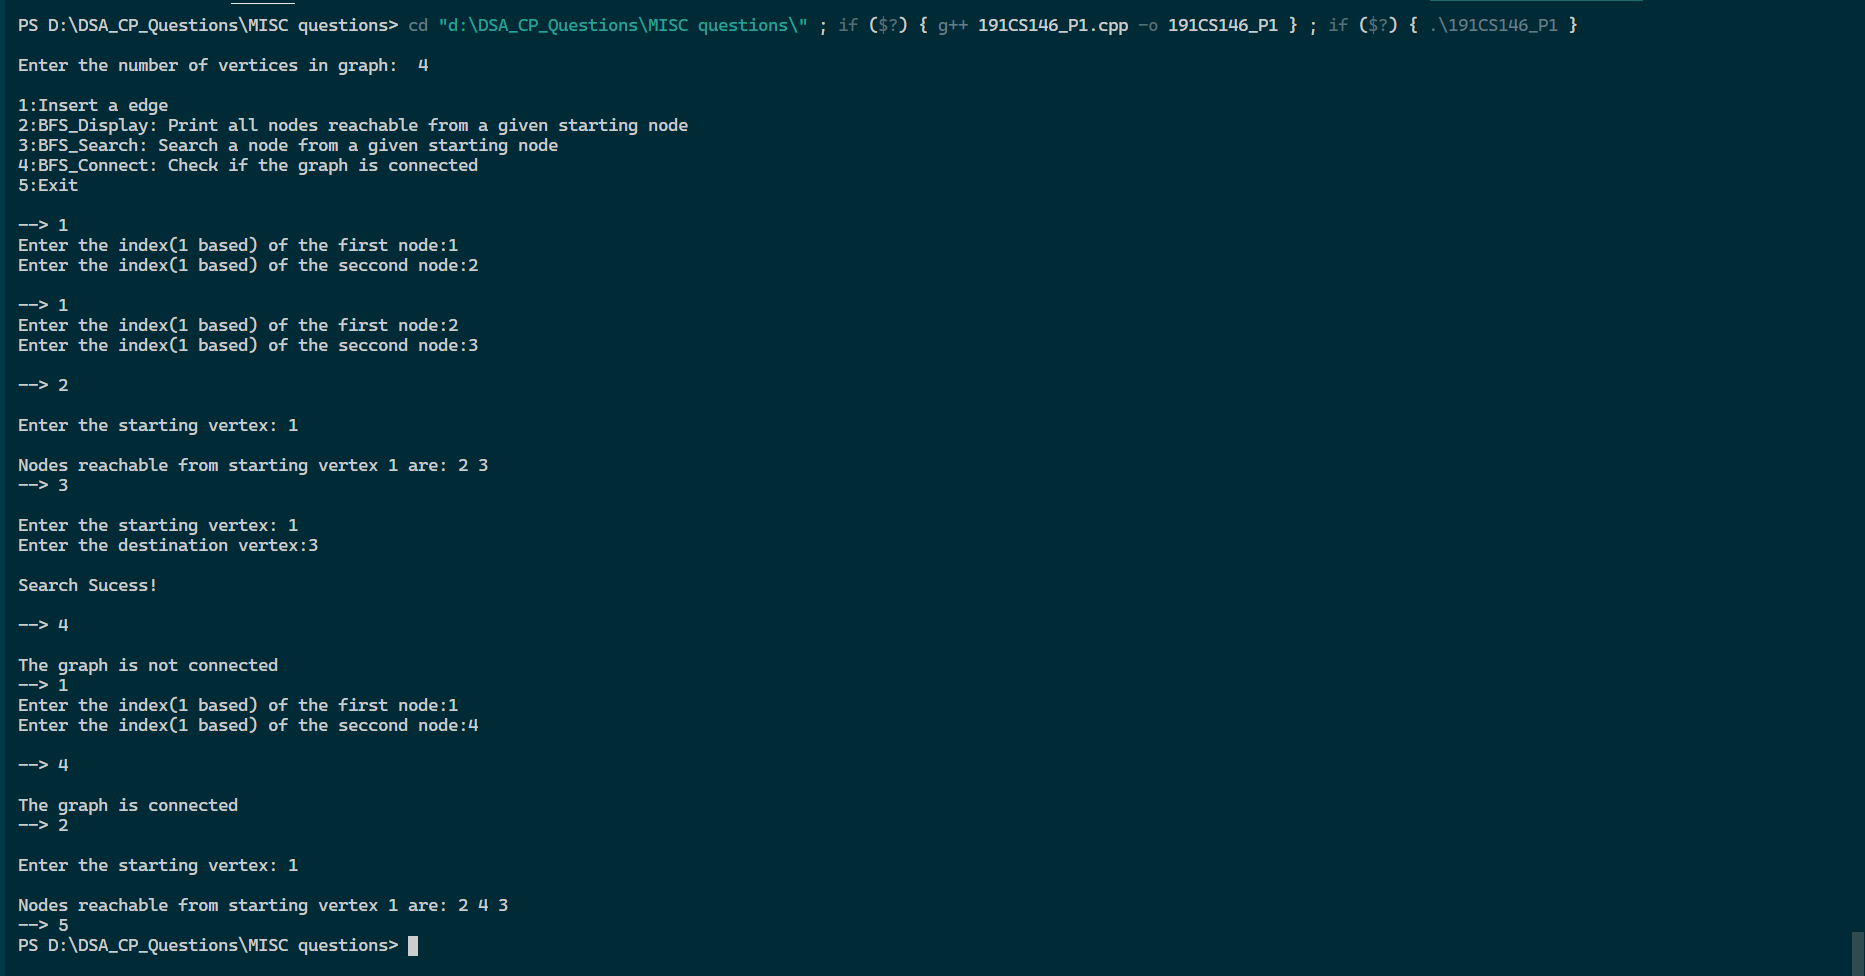 PS D:\DSA_CP_Questions\MISC questions> cd "d:\DSA_CP_Questions\MISC questions\" ; if ($?) { g++ 191CS146_P1.cpp -o 191CS146_P1 } ; if ($?) { .\191CS146_P1 }
Enter the number of vertices in graph:  4
1:Insert a edge
2:BFS_Display: Print all nodes reachable from a given starting node
3:BFS_Search: Search a node from a given starting node
4:BFS_Connect: Check if the graph is connected
5:Exit
--> 1
Enter the index(1 based) of the first node:1
Enter the index(1 based) of the seccond node:2
--> 1
Enter the index(1 based) of the first node:2
Enter the index(1 based) of the seccond node:3
--> 2
Enter the starting vertex: 1
Nodes reachable from starting vertex 1 are: 2 3
--> 3
Enter the starting vertex: 1
Enter the destination vertex:3
Search Sucess!
--> 4
The graph is not connected
--> 1
Enter the index(1 based) of the first node:1
Enter the index(1 based) of the seccond node:4
--> 4
The graph is connected
--> 2
Enter the starting vertex: 1
Nodes reachable from starting vertex 1 are: 2 4 3
--> 5
PS D:\DSA_CP_Questions\MISC questions>